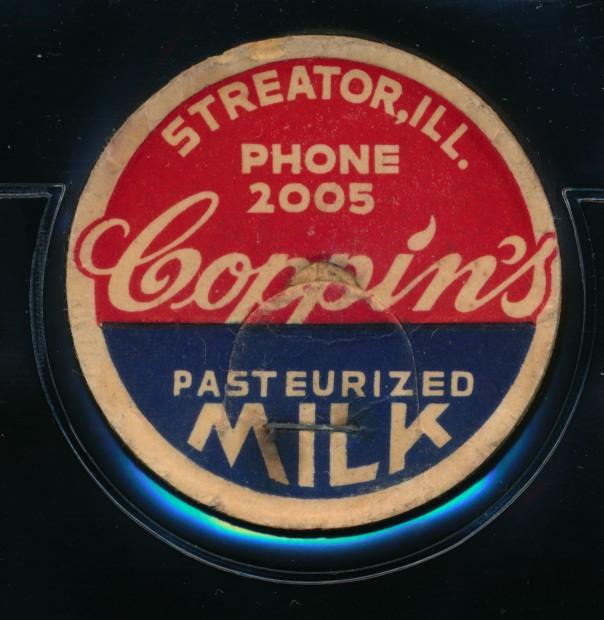 STREATOR, ILL.
PHONE
2005
Coppin's
PASTEURIZED
MILK